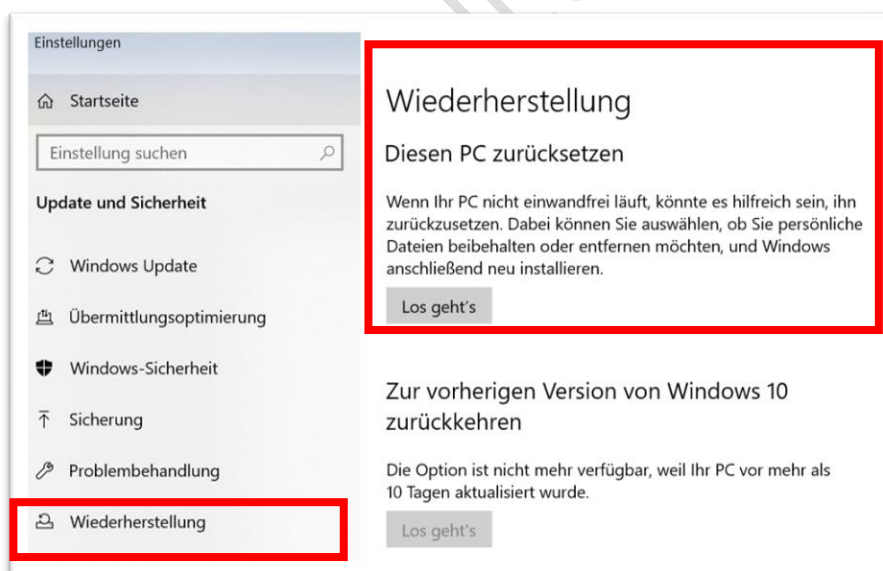 Einstellungen
Startseite
Einstellung suchen
Update und Sicherheit
Windows Update
Übermittlungsoptimierung
Windows-Sicherheit
Sicherung
Problembehandlung
Wiederherstellung
Wiederherstellung
Diesen PC zurücksetzen
Wenn Ihr PC nicht einwandfrei läuft, könnte es hilfreich sein, ihn
zurückzusetzen. Dabei können Sie auswählen, ob Sie persönliche
Dateien beibehalten oder entfernen möchten, und Windows
anschließend neu installieren.
Los geht's
Zur vorherigen Version von Windows 10
zurückkehren
Die Option ist nicht mehr verfügbar, weil Ihr PC vor mehr als
10 Tagen aktualisiert wurde.
Los geht's